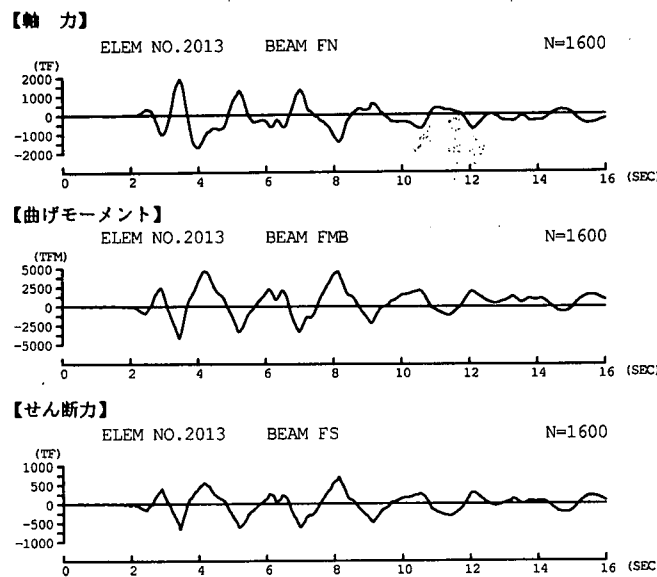 【軸 力】
ELEM NO.2013 BEAM FN N=1600
(TF)
2000
1000
0
-1000
-2000
0 2 4 6 8 10 12 14 16 (SEC)
【曲げモーメント】
ELEM NO.2013 BEAM FMB N=1600
(TFM)
5000
2500
0
-2500
-5000
0 2 4 6 8 10 12 14 16 (SEC)
【せん断力】
ELEM NO.2013 BEAM FS N=1600
(TF)
1000
500
0
-500
-1000
0 2 4 6 8 10 12 14 16 (SEC